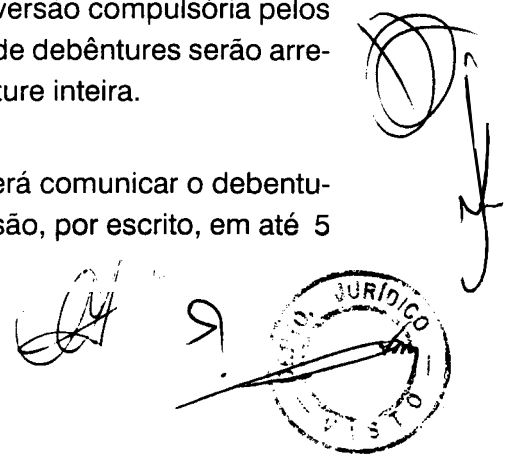 versão compulsória pelos
de debêntures serão arre-
ture inteira.
erá comunicar o debentu-
são, por escrito, em até 5
JURÍDICO
VISTO